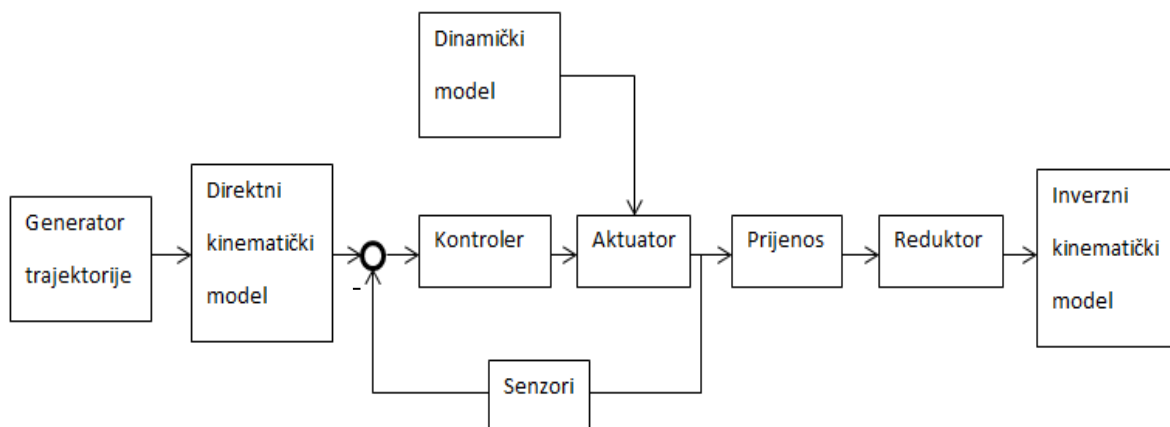 Dinamički
model
Generator
trajektorije
Direktni
kinematički
model
-
Kontroler
Aktuator
Prijenos
Reduktor
Inverzni
kinematički
model
Senzori